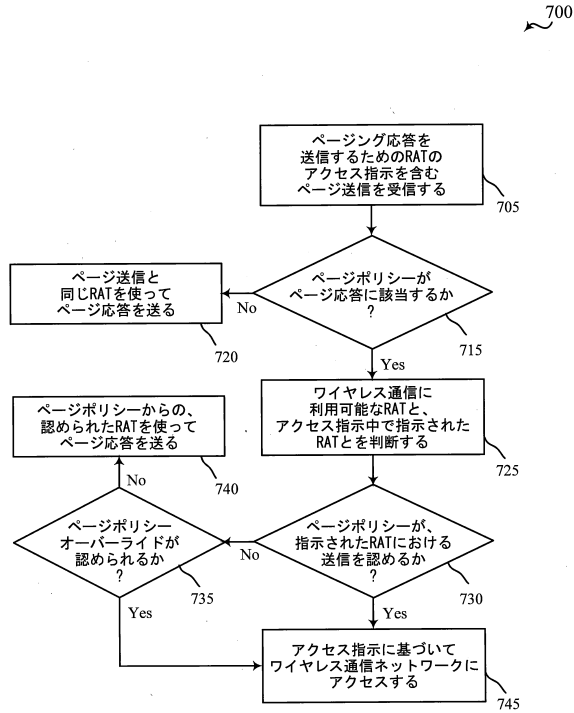 700
ページング応答を
送信するためのRATの
アクセス指示を含む
ページ送信を受信する
705
ページポリシーが
ページ応答に該当するか
?
715
No
Yes
ページ送信と
同じRATを使って
ページ応答を送る
720
ワイヤレス通信に
利用可能なRATと、
アクセス指示中で指示された
RATとを判断する
725
ページポリシーからの、
認められたRATを使って
ページ応答を送る
740
No
ページポリシーが、
指示されたRATにおける
送信を認めるか
?
730
No
Yes
ページポリシー
オーバーライドが
認められるか
?
735
Yes
アクセス指示に基づいて
ワイヤレス通信ネットワークに
アクセスする
745